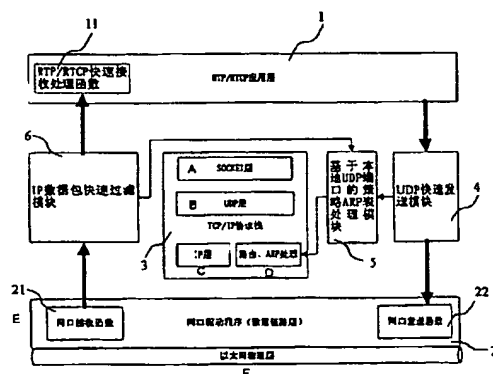 11
1
RTP/RTCP快速接
收处理函数
RTP/RTCP应用层
6
IP数据包快速过滤
模块
A
SOCKET层
B
UDP层
TCP/IP协议栈
3
IP层
路由、ARP处理
C
D
基于本
地UDP端
口的策
略ARP表
处理模
块
5
UDP快速发
送模块
4
21
网口接收函数
E
网口驱动程序(数据链路层)
网口发送函数
22
2
以太网物理层
F